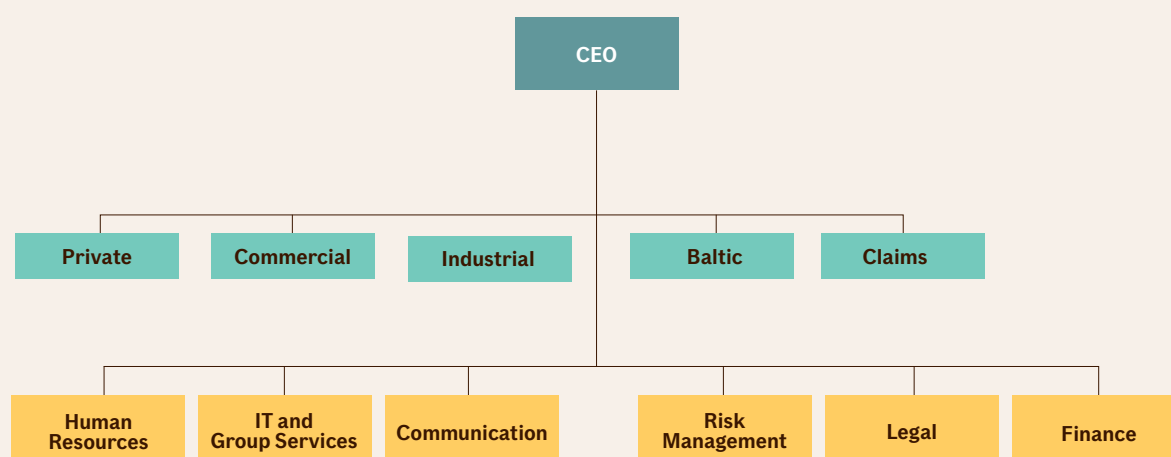 CEO
Private
Commercial
Industrial
Baltic
Claims
Human
Resources
IT and
Group Services
Communication
Risk
Management
Legal
Finance